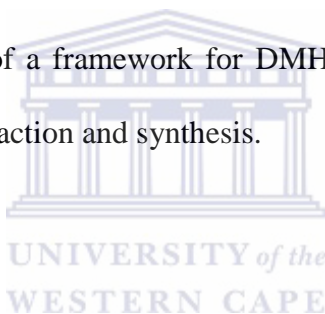 of a framework for DMH
action and synthesis.
UNIVERSITY of the
WESTERN CAPE